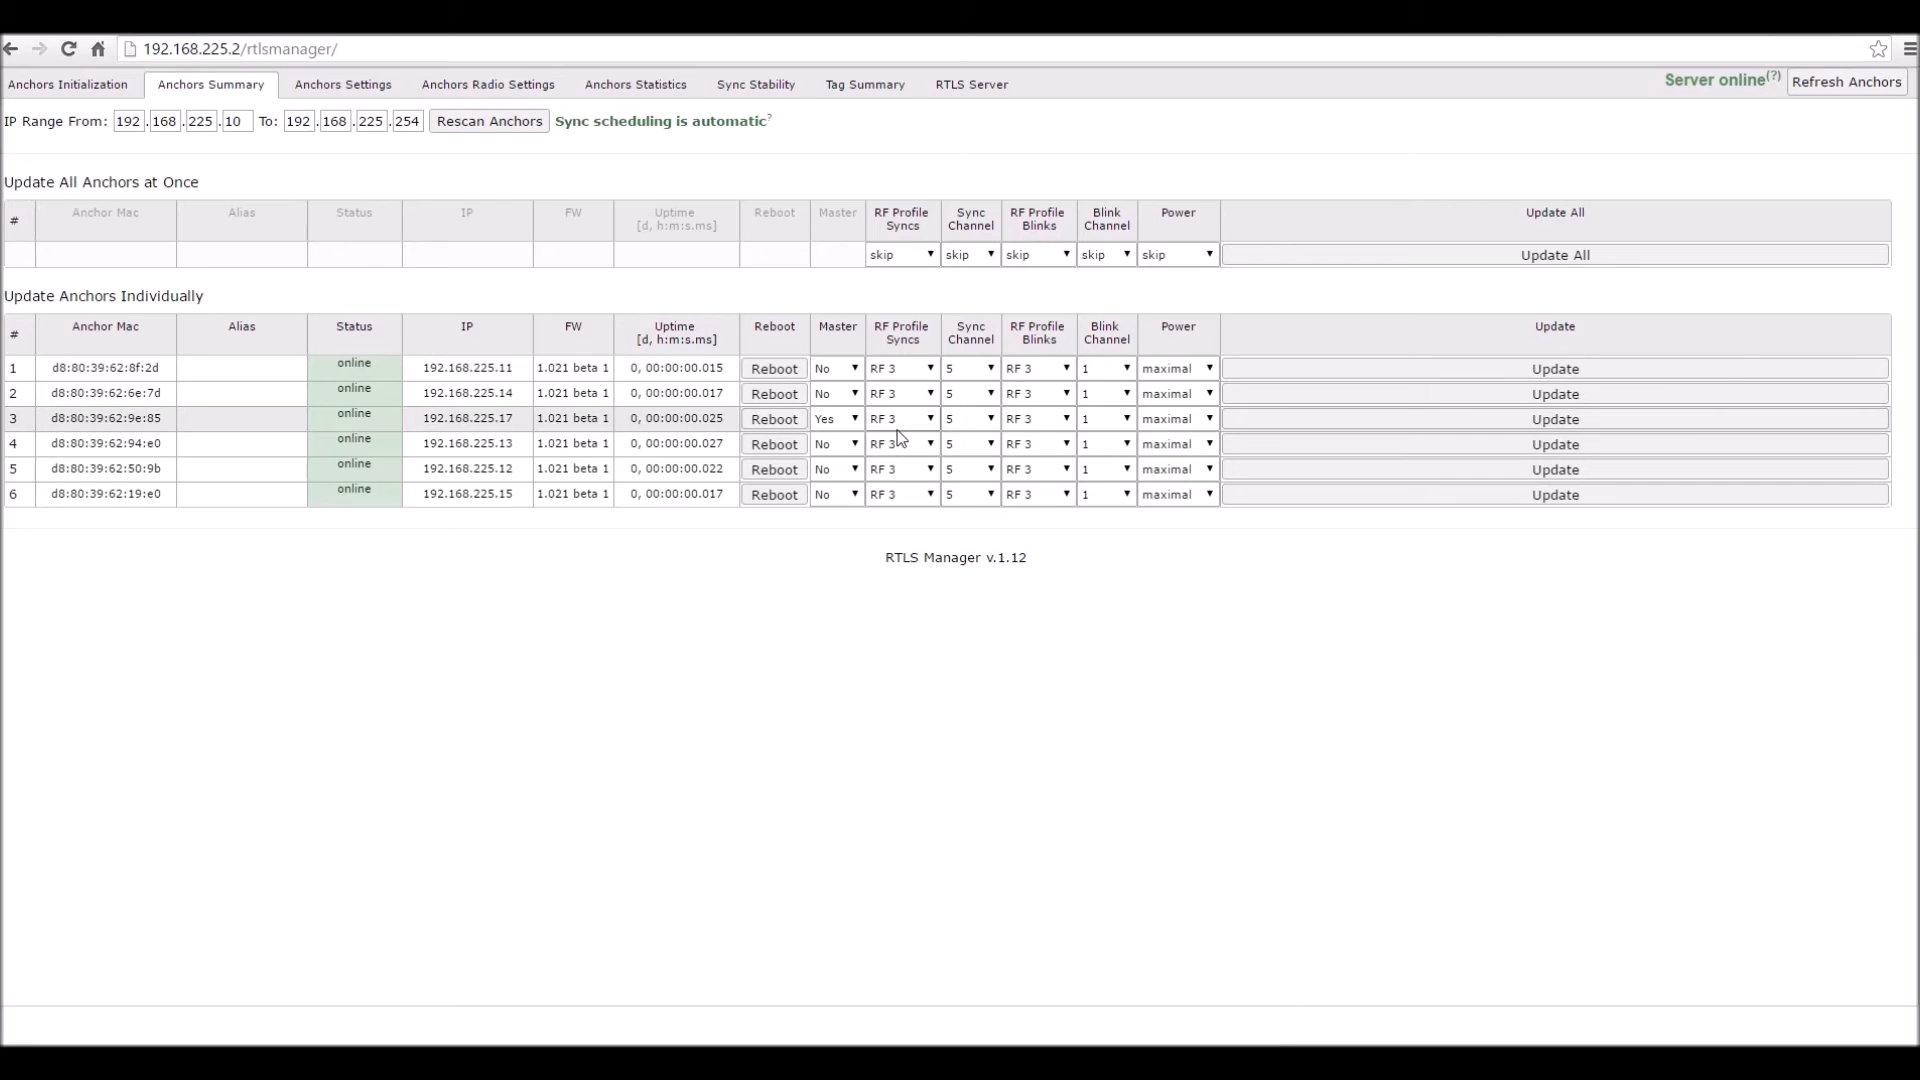 192.168.225.2/rtlsmanager/
Anchors Initialization Anchors Summary Anchors Settings Anchors Radio Settings Anchors Statistics Sync Stability Tag Summary RTLS Server Server online(?) Refresh Anchors
IP Range From: 192 .168 .225 .10 To: 192 .168 .225 .254 Rescan Anchors Sync scheduling is automatic?
Update All Anchors at Once
# Anchor Mac Alias Status IP FW Uptime [d, h:m:s.ms] Reboot Master RF Profile Syncs Sync Channel RF Profile Blinks Blink Channel Power Update All
skip skip skip skip skip Update All
Update Anchors Individually
# Anchor Mac Alias Status IP FW Uptime [d, h:m:s.ms] Reboot Master RF Profile Syncs Sync Channel RF Profile Blinks Blink Channel Power Update
1 d8:80:39:62:8f:2d online 192.168.225.11 1.021 beta 1 0, 00:00:00.015 Reboot No RF 3 5 RF 3 1 maximal Update
2 d8:80:39:62:6e:7d online 192.168.225.14 1.021 beta 1 0, 00:00:00.017 Reboot No RF 3 5 RF 3 1 maximal Update
3 d8:80:39:62:9e:85 online 192.168.225.17 1.021 beta 1 0, 00:00:00.025 Reboot Yes RF 3 5 RF 3 1 maximal Update
4 d8:80:39:62:94:e0 online 192.168.225.13 1.021 beta 1 0, 00:00:00.027 Reboot No RF 3 5 RF 3 1 maximal Update
5 d8:80:39:62:50:9b online 192.168.225.12 1.021 beta 1 0, 00:00:00.022 Reboot No RF 3 5 RF 3 1 maximal Update
6 d8:80:39:62:19:e0 online 192.168.225.15 1.021 beta 1 0, 00:00:00.017 Reboot No RF 3 5 RF 3 1 maximal Update
RTLS Manager v.1.12